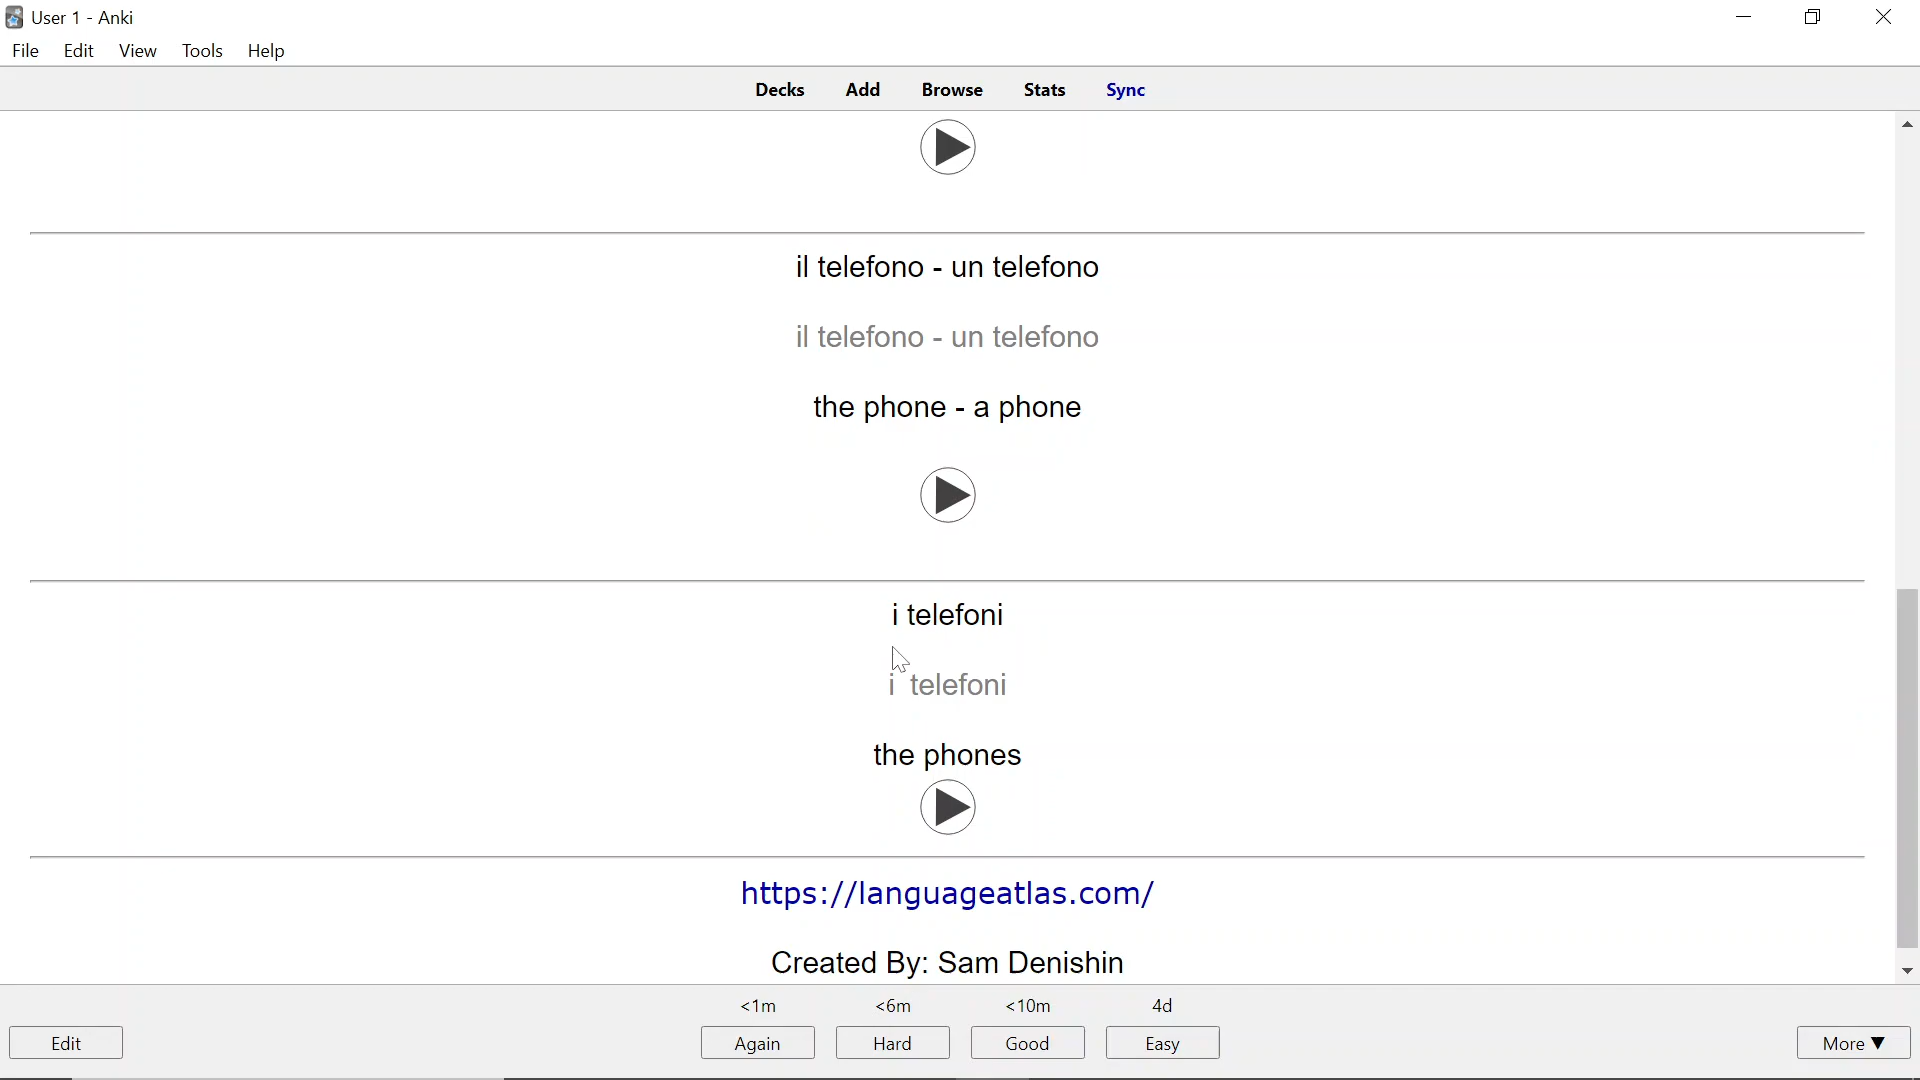 User 1 - Anki
File Edit View Tools Help
Decks Add Browse Stats Sync
il telefono - un telefono
il telefono - un telefono
the phone - a phone
i telefoni
i telefoni
the phones
https://languageatlas.com/
Created By: Sam Denishin
<1m <6m <10m 4d
Edit Again Hard Good Easy More ▼